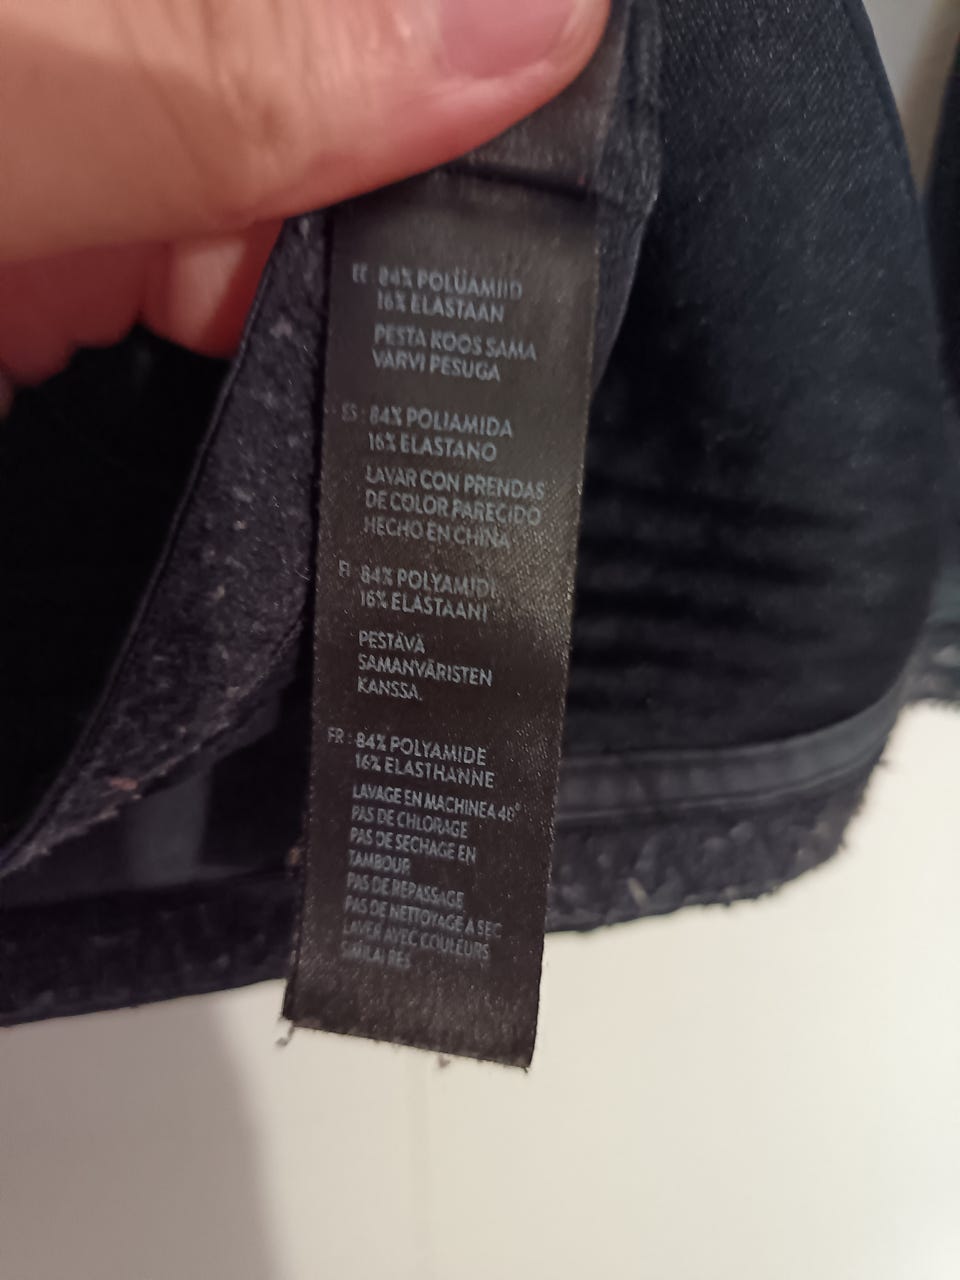 EE 84% POLÜAMIID
16% ELASTAAN
PESTA KOOS SAMA
VÄRVI PESUGA
ES : 84% POLIAMIDA
16% ELASTANO
LAVAR CON PRENDAS
DE COLOR PARECIDO
HECHO EN CHINA
FI 84% POLYAMIDI
16% ELASTAANI
PESTÄVÄ
SAMANVÄRISTEN
KANSSA.
FR : 84% POLYAMIDE
16% ELASTHANNE
LAVAGE EN MACHINE A 40°
PAS DE CHLORAGE
PAS DE SECHAGE EN
TAMBOUR
PAS DE REPASSAGE
PAS DE NETTOYAGE A SEC
LAVER AVEC COULEURS
SIMILAIRES